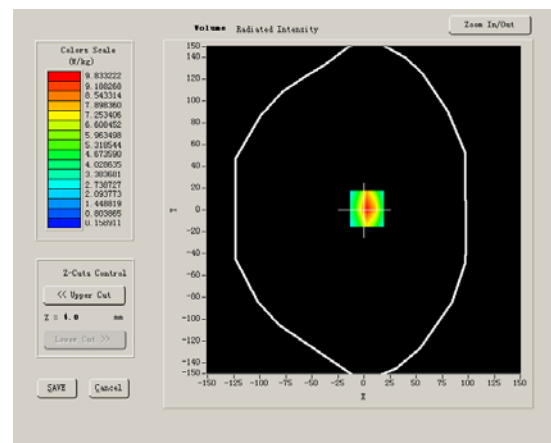 Volume Radiated Intensity
Zoom In/Out
Colors Scale
(W/kg)
9.833222
9.188268
8.543314
7.898360
7.253406
6.608452
5.963498
5.318544
4.673590
4.028635
3.383681
2.738727
2.093773
1.448819
0.803865
0.158911
Z-Cuts Control
<< Upper Cut
Z = 4.0 mm
Lower Cut >>
SAVE Cancel
150
140
120
100
80
60
40
20
Y 0
-20
-40
-60
-80
-100
-120
-140
-150
-150 -125 -100 -75 -50 -25 0 25 50 75 100 125 150
X